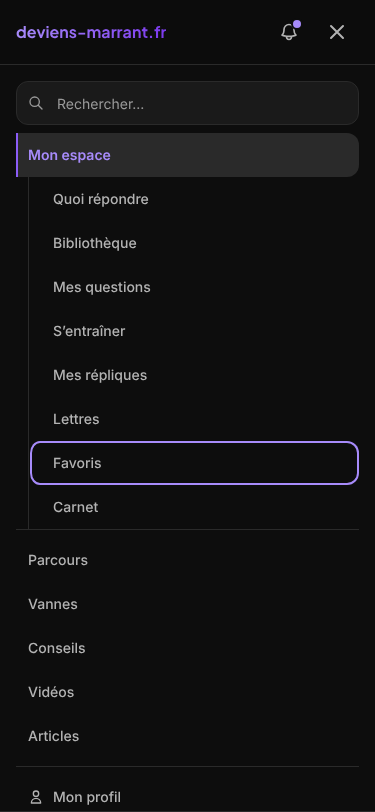 deviens-marrant.fr
Rechercher...
Mon espace
Quoi répondre
Bibliothèque
Mes questions
S’entraîner
Mes répliques
Lettres
Favoris
Carnet
Parcours
Vannes
Conseils
Vidéos
Articles
Mon profil